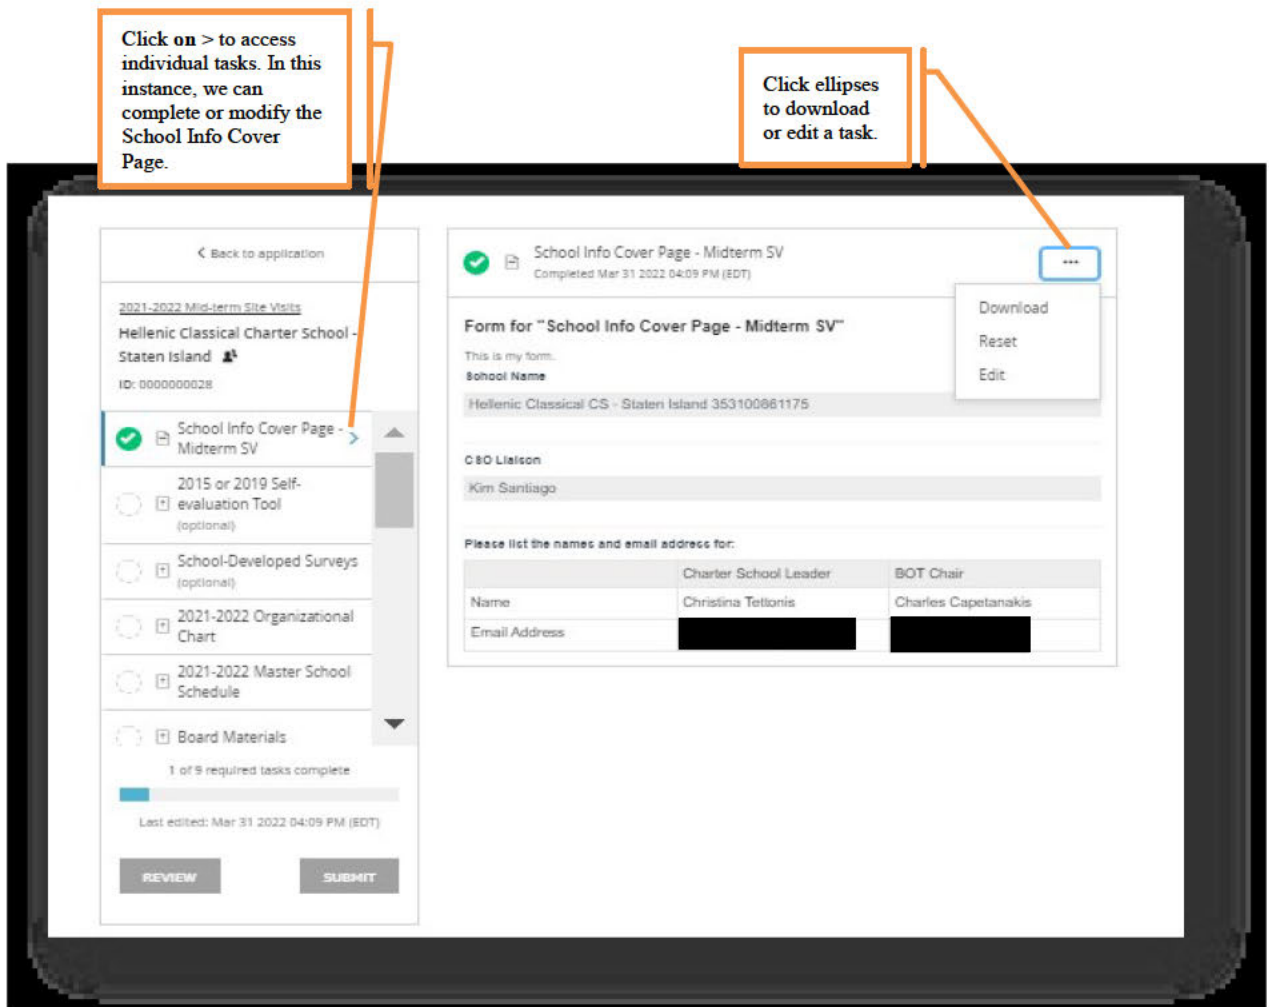 Click on > to access
individual tasks. In this
instance, we can
complete or modify the
School Info Cover
Page.
Click ellipses
to download
or edit a task.
Back to application
2021-2022 Mid-term Site Visits
Hellenic Classical Charter School -
Staten Island
ID: 0000000028
School Info Cover Page -
Midterm SV
2015 or 2019 Self-
evaluation Tool
(optional)
School-Developed Surveys
(optional)
2021-2022 Organizational
Chart
2021-2022 Master School
Schedule
Board Materials
1 of 9 required tasks complete
Last edited: Mar 31 2022 04:09 PM (EDT)
REVIEW SUBMIT
School Info Cover Page - Midterm SV
Completed Mar 31 2022 04:09 PM (EDT)
...
Download
Reset
Edit
Form for "School Info Cover Page - Midterm SV"
This is my form.
School Name
Hellenic Classical CS - Staten Island 353100861175
CSO Liaison
Kim Santiago
Please list the names and email address for:
Charter School Leader BOT Chair
Name Christina Tettonis Charles Capetanakis
Email Address